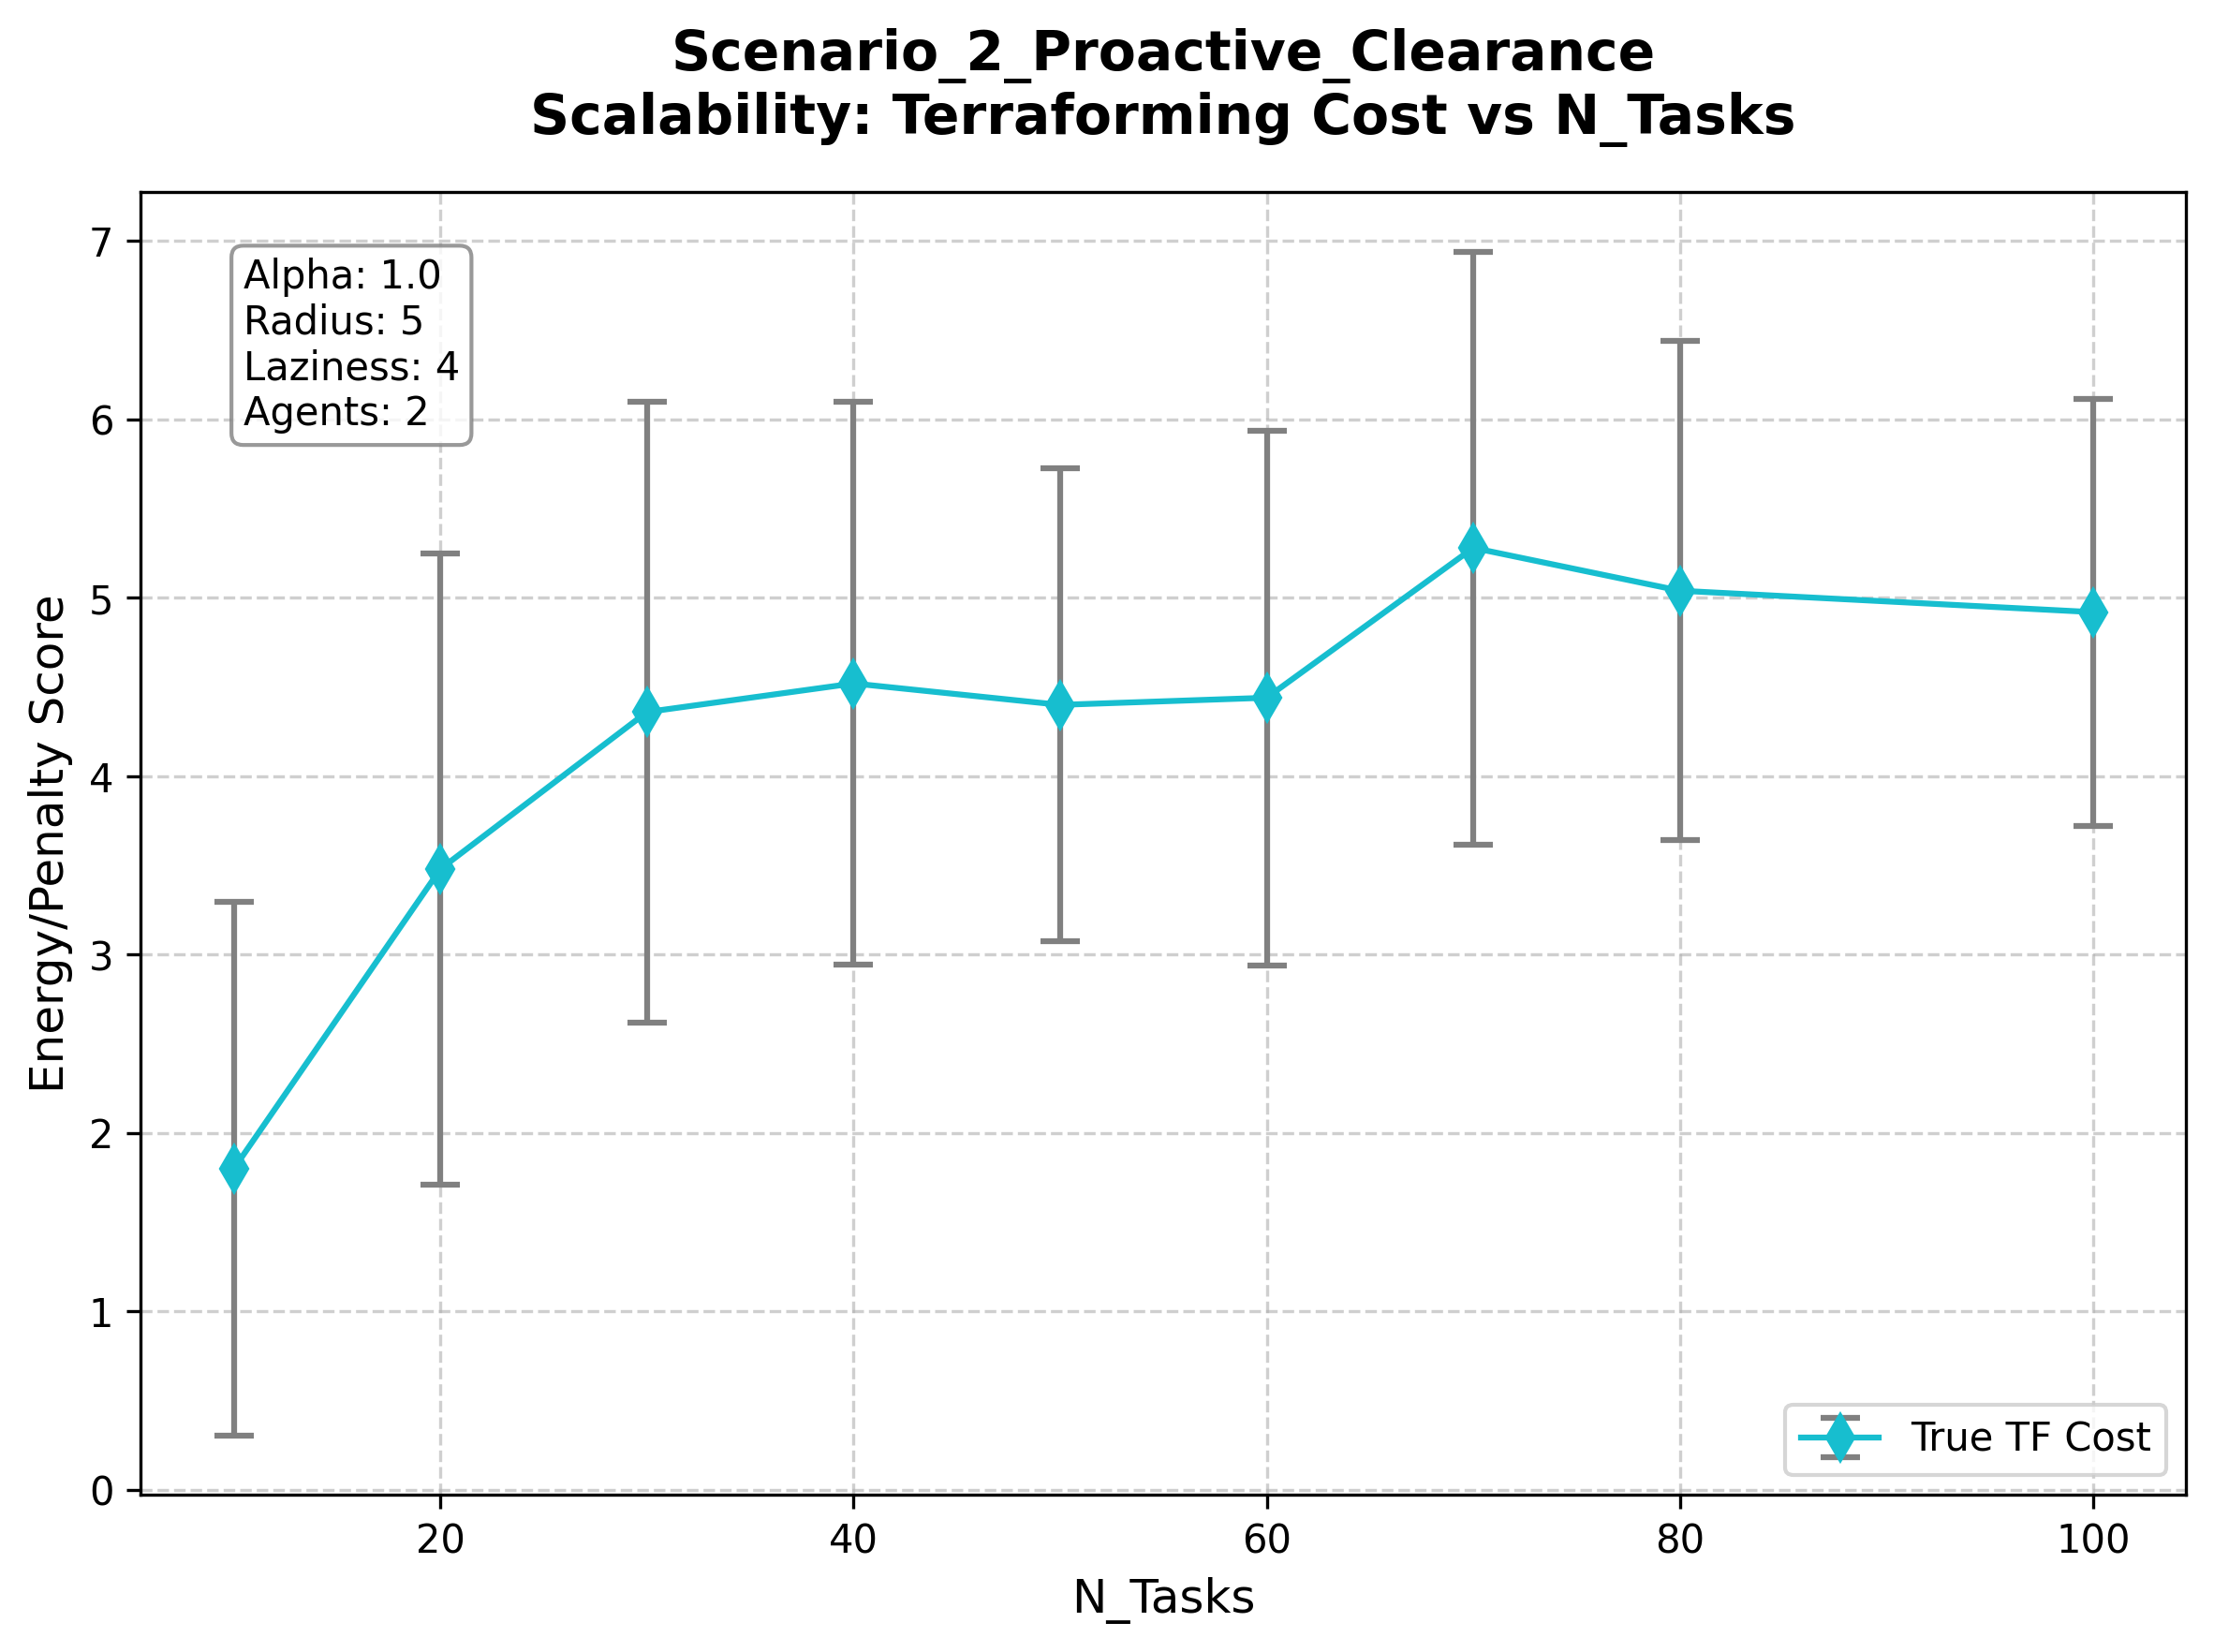 Scenario_2_Proactive_Clearance
Scalability: Terraforming Cost vs N_Tasks
Alpha: 1.0
Radius: 5
Laziness: 4
Agents: 2
Energy/Penalty Score
7
6
5
4
3
2
1
0
True TF Cost
20
40
60
80
100
N_Tasks